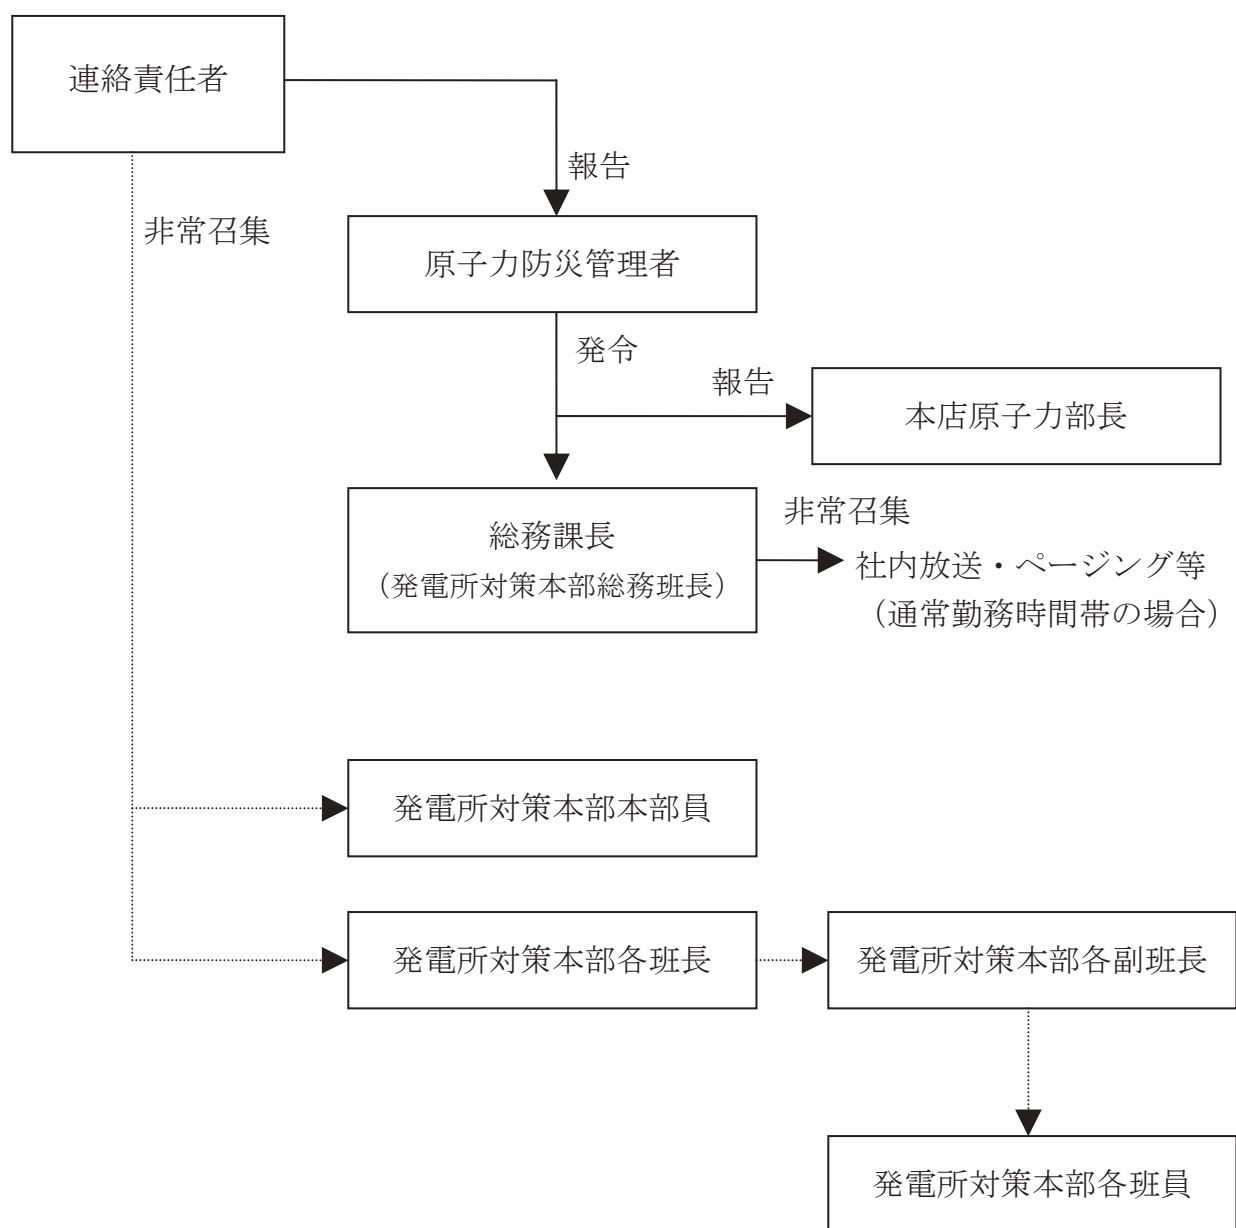 連絡責任者
報告
非常召集
原子力防災管理者
発令
報告
本店原子力部長
総務課長
（発電所対策本部総務班長）
非常召集
社内放送・ページング等
（通常勤務時間帯の場合）
発電所対策本部本部員
発電所対策本部各班長
発電所対策本部各副班長
発電所対策本部各班員